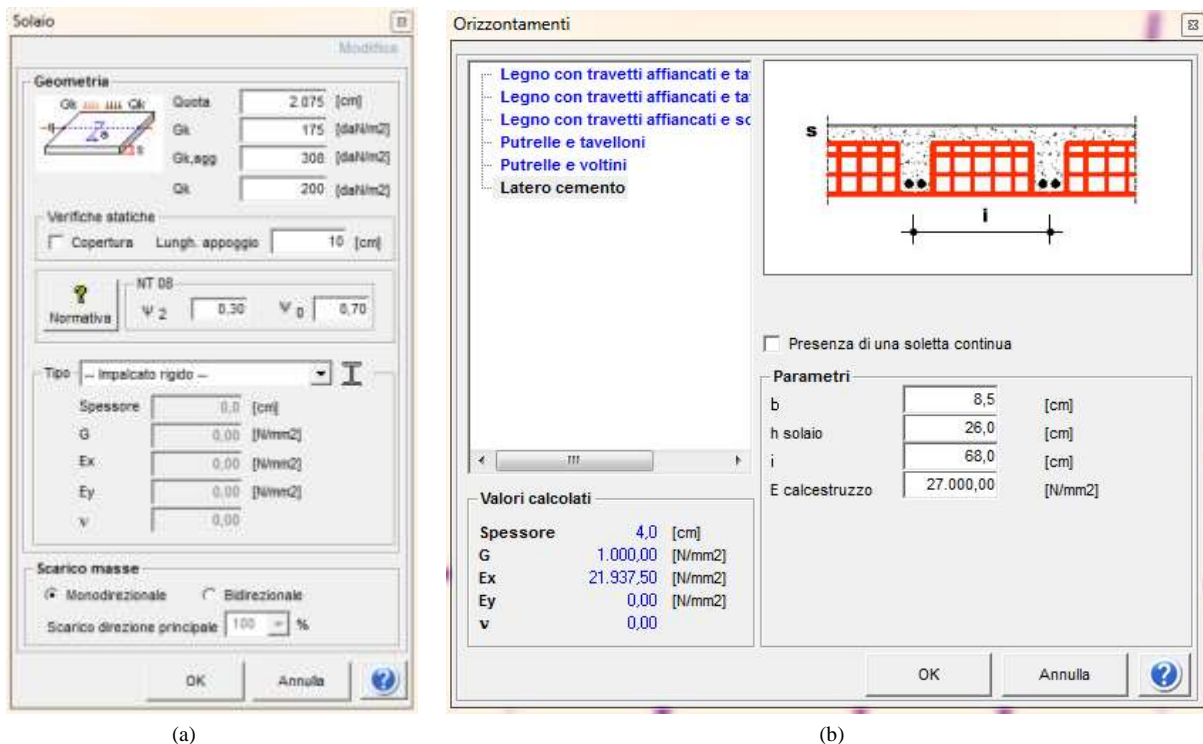 Solaio
Modifica
Geometria
Gk Qk
a
s
Quota 2.075 [cm]
Gk 175 [daN/m2]
Gk,agg 308 [daN/m2]
Qk 200 [daN/m2]
Verifiche statiche
Copertura Lungh. appoggio 10 [cm]
NT 08
Normativa Ψ 2 0,30 Ψ 0 0,70
Tipo -- Impalcato rigido --
Spessore 0,0 [cm]
G 0,00 [N/mm2]
Ex 0,00 [N/mm2]
Ey 0,00 [N/mm2]
ν 0,00
Scarico masse
Monodirezionale Bidirezionale
Scarico direzione principale 100 %
OK Annulla ?
(a)
Orizzontamenti
Legno con travetti affiancati e ta
Legno con travetti affiancati e ta
Legno con travetti affiancati e so
Putrelle e tavelloni
Putrelle e voltini
Latero cemento
s
i
Presenza di una soletta continua
Parametri
b 8,5 [cm]
h solaio 26,0 [cm]
i 68,0 [cm]
E calcestruzzo 27.000,00 [N/mm2]
Valori calcolati
Spessore 4,0 [cm]
G 1.000,00 [N/mm2]
Ex 21.937,50 [N/mm2]
Ey 0,00 [N/mm2]
ν 0,00
OK Annulla ?
(b)